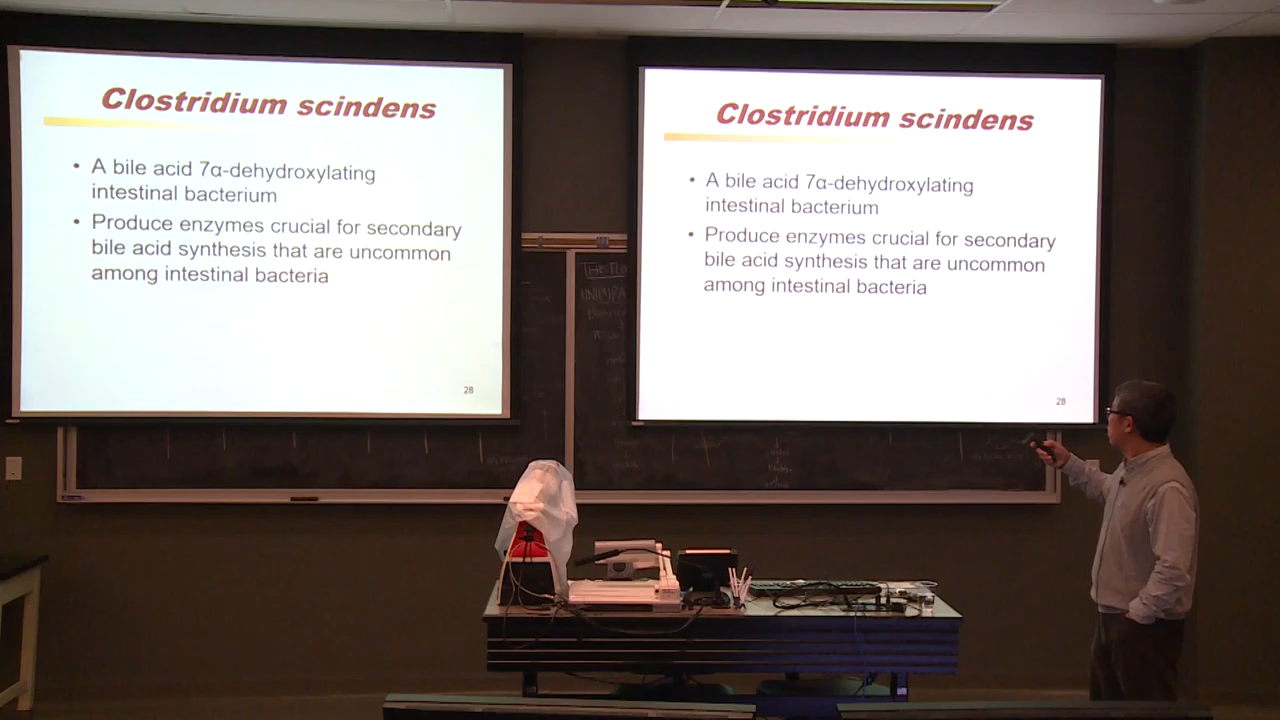 Clostridium scindens
• A bile acid 7α-dehydroxylating
intestinal bacterium
• Produce enzymes crucial for secondary
bile acid synthesis that are uncommon
among intestinal bacteria
28
Clostridium scindens
• A bile acid 7α-dehydroxylating
intestinal bacterium
• Produce enzymes crucial for secondary
bile acid synthesis that are uncommon
among intestinal bacteria
28
THE